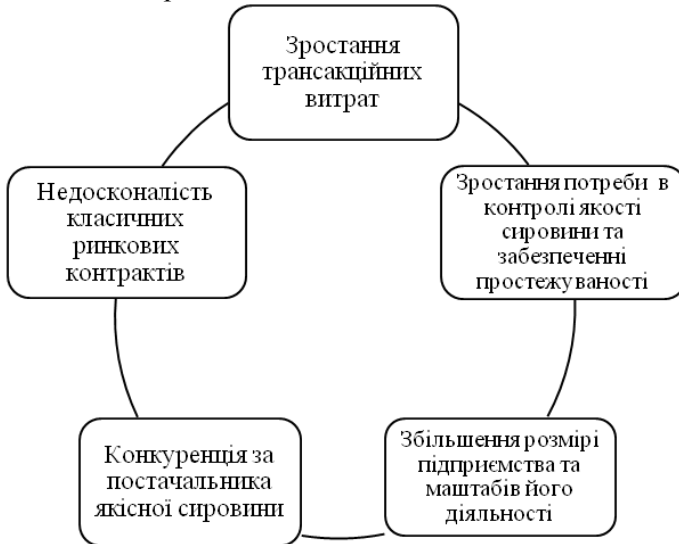 Зростання
трансакційних
витрат
Зростання потреби в
контролі якості
сировини та
забезпеченні
простежуваності
Збільшення розмірі
підприємства та
маштабів його
діяльності
Конкуренція за
постачальника
якісної сировини
Недосконалість
класичних
ринкових
контрактів